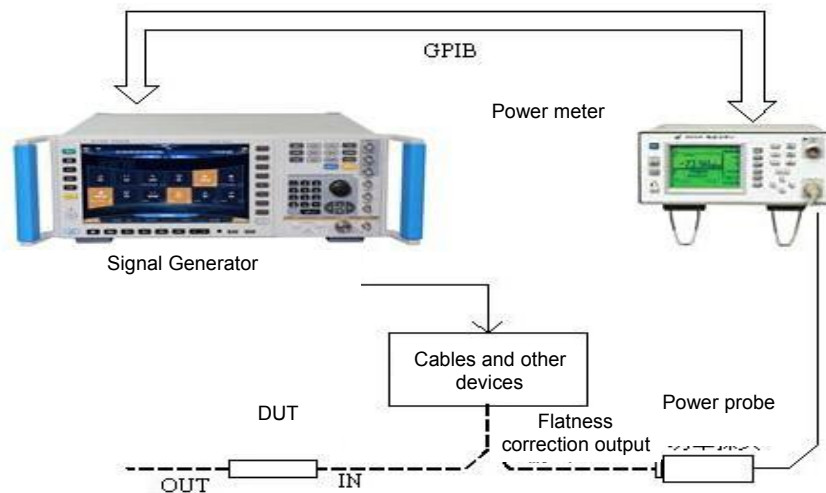 GPIB
Power meter
Signal Generator
Cables and other
devices
DUT
Flatness
correction output
Power probe
OUT
IN